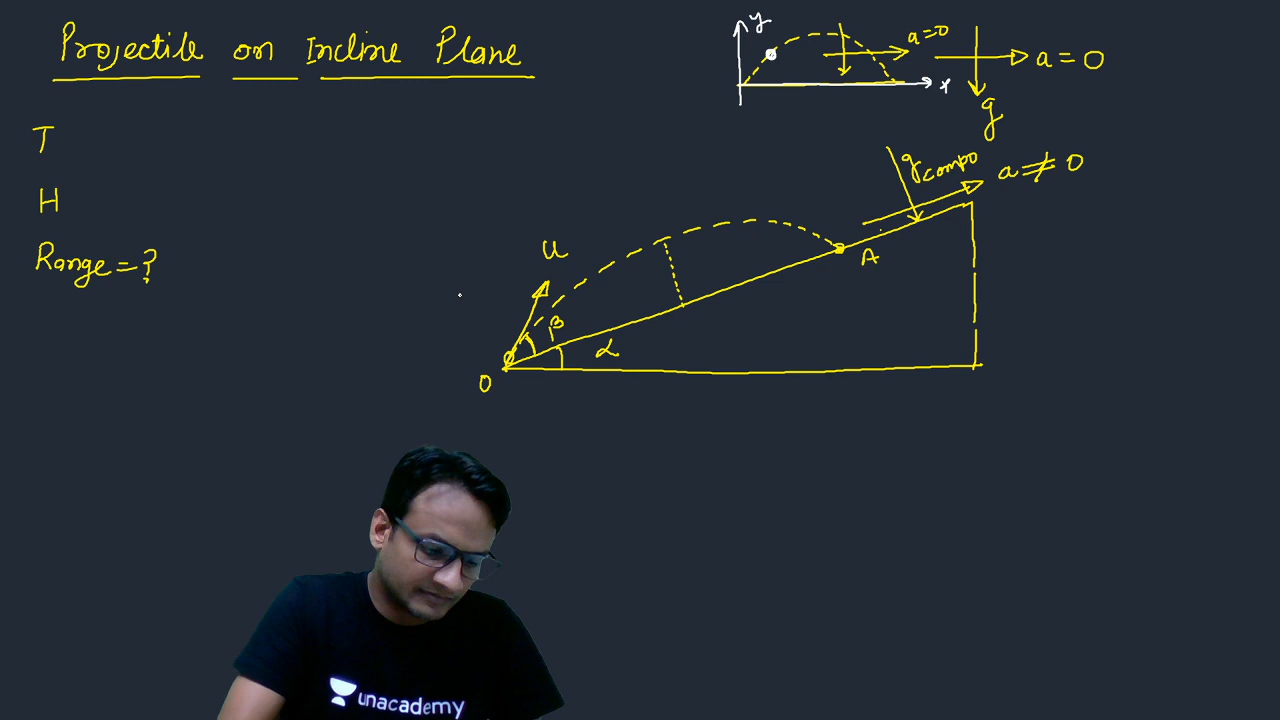 Projectile on Incline Plane
T
H
Range = ?
y
x
a=0
a = 0
g
g compo
a ≠ 0
u
β
α
A
O
unacademy